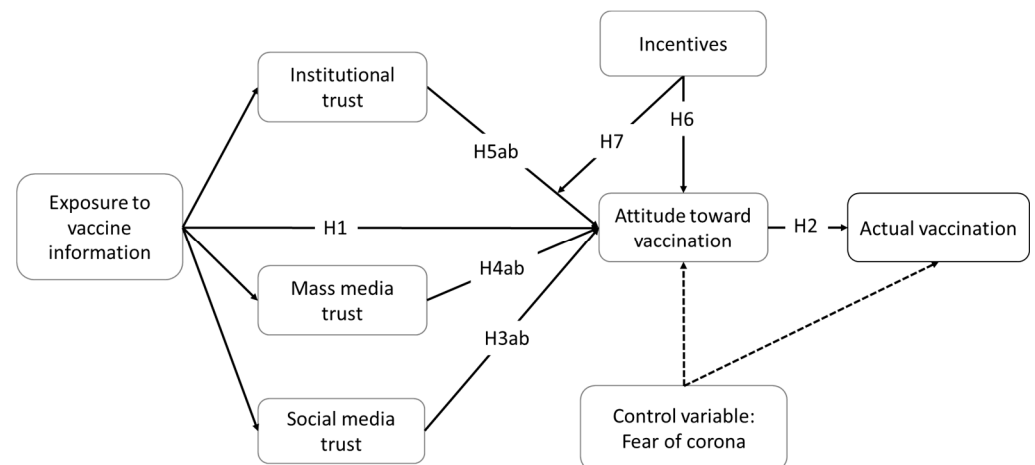 Incentives
Institutional
trust
H6
H7
H5ab
Exposure to
vaccine
information
H1
Attitude toward
vaccination
H2
Actual vaccination
H4ab
Mass media
trust
H3ab
Social media
trust
Control variable:
Fear of corona